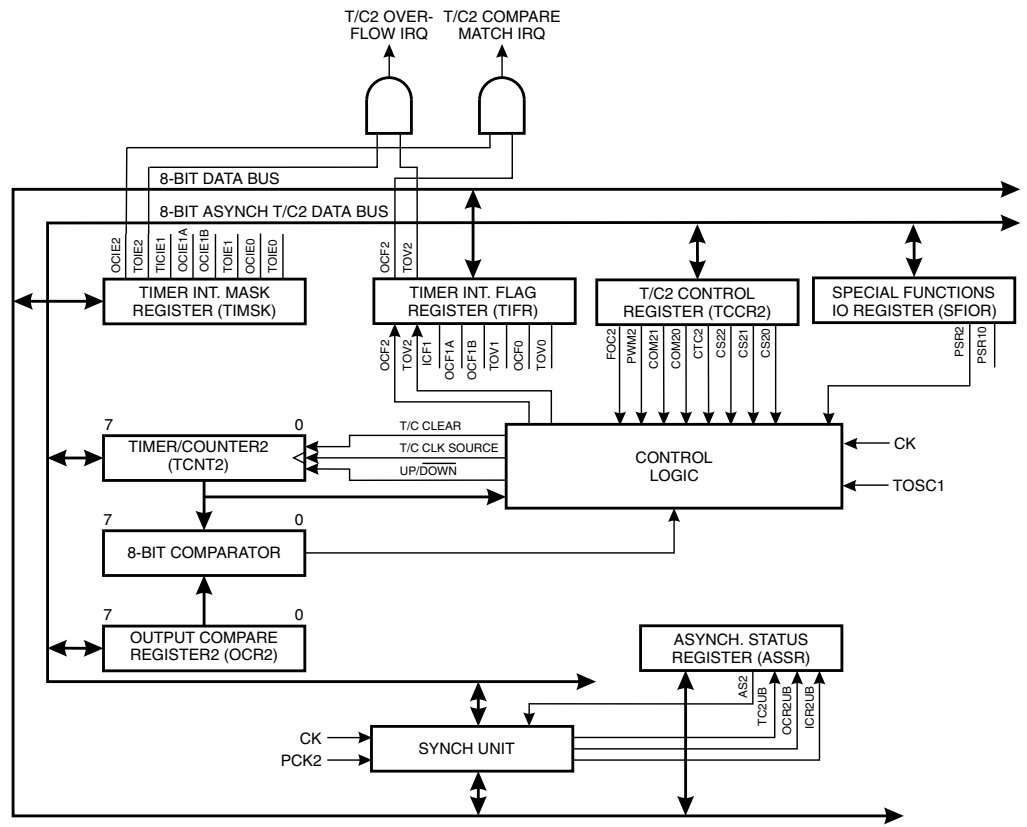 T/C2 OVER-
FLOW IRQ
T/C2 COMPARE
MATCH IRQ
8-BIT DATA BUS
8-BIT ASYNCH T/C2 DATA BUS
OCIE2
TOIE2
TICIE1
OCIE1A
OCIE1B
TOIE1
OCIE0
TOIE0
OCF2
TOV2
TIMER INT. MASK
REGISTER (TIMSK)
TIMER INT. FLAG
REGISTER (TIFR)
T/C2 CONTROL
REGISTER (TCCR2)
SPECIAL FUNCTIONS
IO REGISTER (SFIOR)
OCF2
TOV2
ICF1
OCF1A
OCF1B
TOV1
OCF0
TOV0
FOC2
PWM2
COM21
COM20
CTC2
CS22
CS21
CS20
PSR2
PSR10
7 0
TIMER/COUNTER2
(TCNT2)
T/C CLEAR
T/C CLK SOURCE
UP/DOWN
CONTROL
LOGIC
CK
TOSC1
7 0
8-BIT COMPARATOR
7 0
OUTPUT COMPARE
REGISTER2 (OCR2)
ASYNCH. STATUS
REGISTER (ASSR)
AS2
TC2UB
OCR2UB
ICR2UB
CK
PCK2
SYNCH UNIT